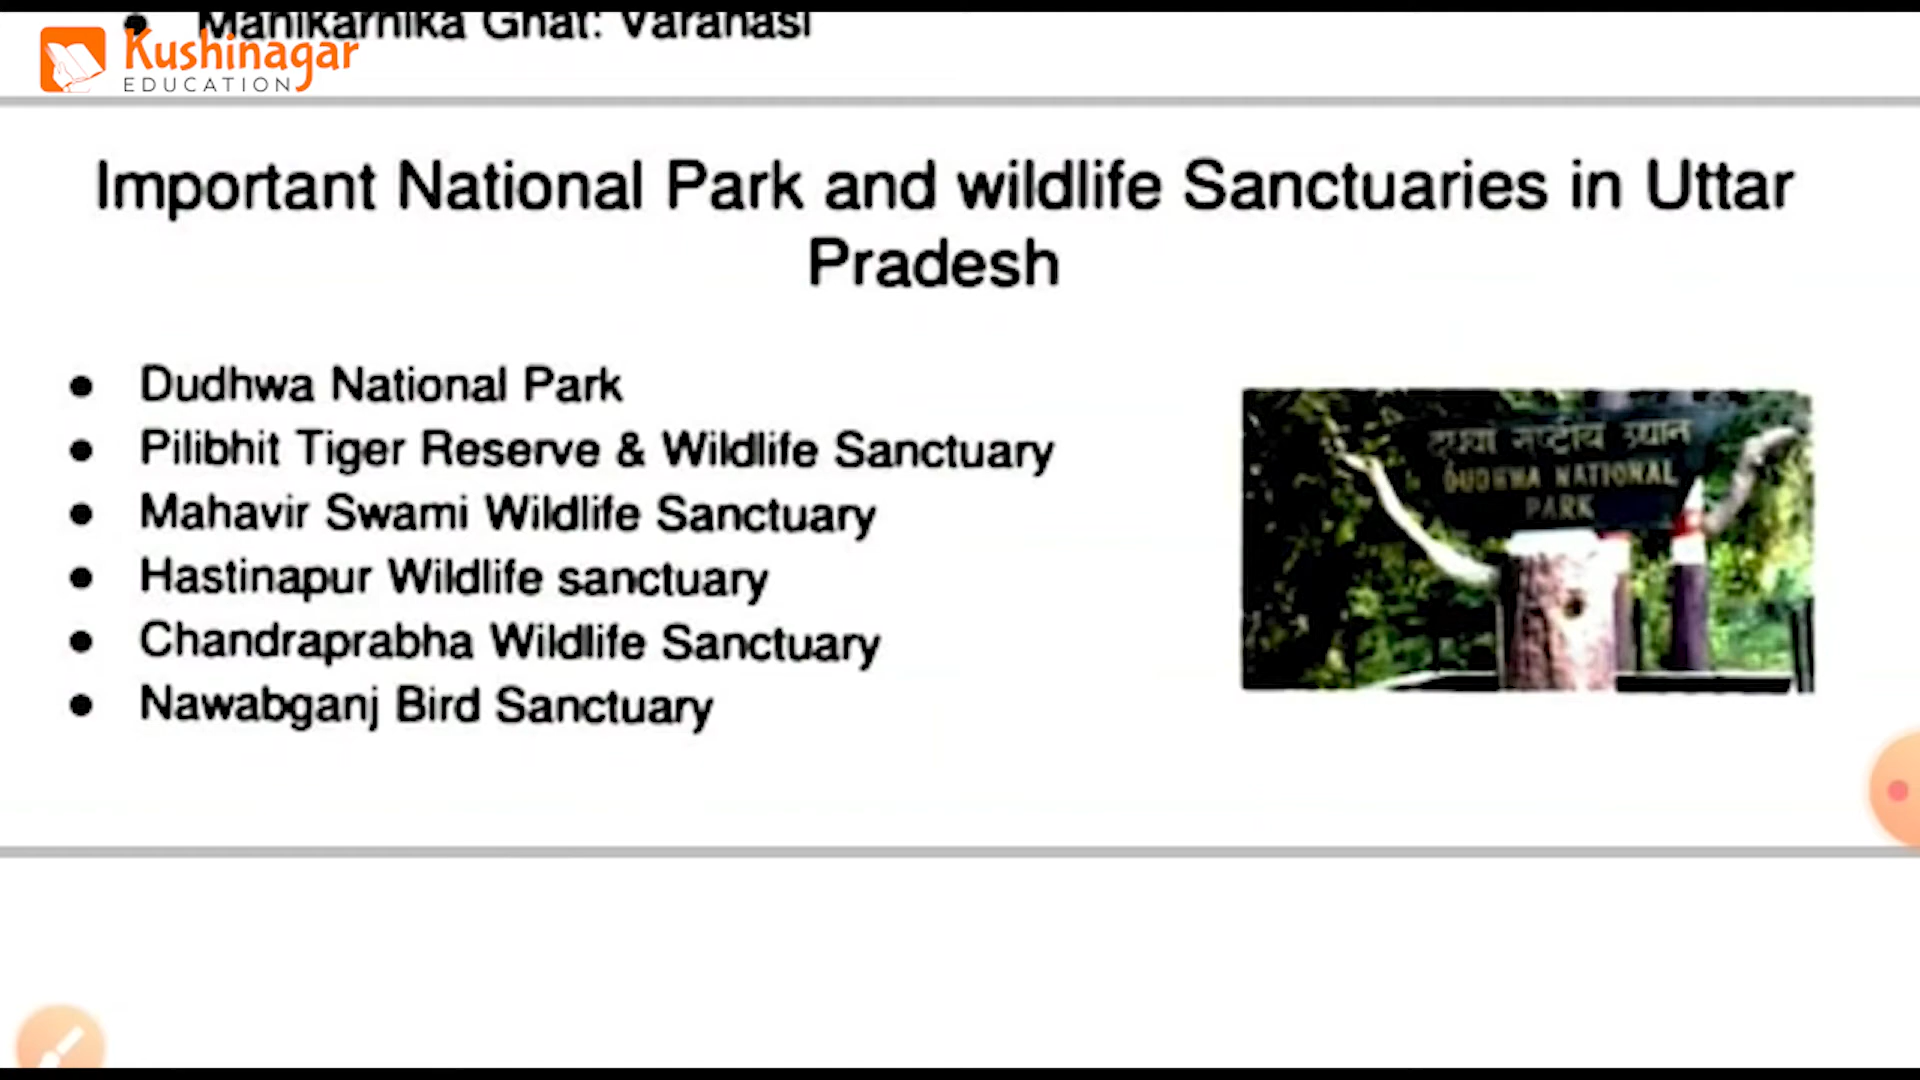 Manikarnika Ghat: Varanasi
Kushinagar
EDUCATION
Important National Park and wildlife Sanctuaries in Uttar
Pradesh
Dudhwa National Park
Pilibhit Tiger Reserve & Wildlife Sanctuary
Mahavir Swami Wildlife Sanctuary
Hastinapur Wildlife sanctuary
Chandraprabha Wildlife Sanctuary
Nawabganj Bird Sanctuary
DUDHWA NATIONAL
PARK